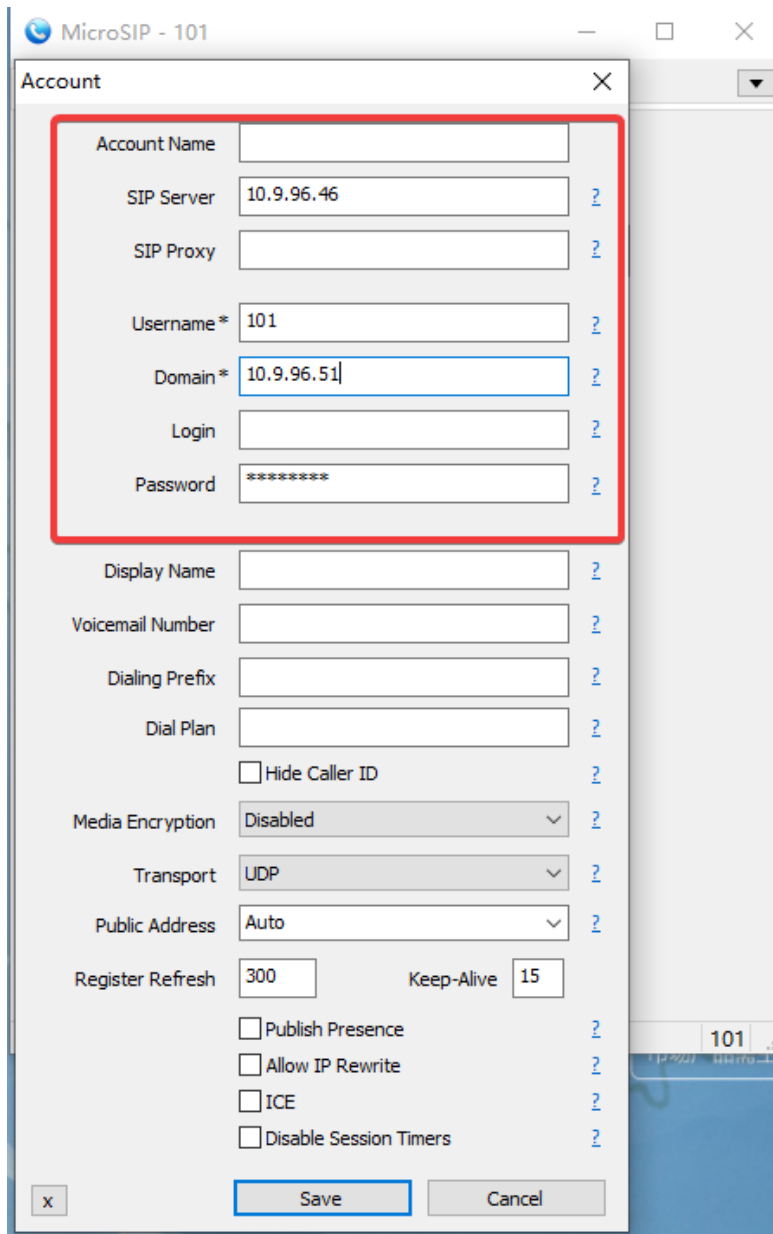 MicroSIP - 101
Account
Account Name
SIP Server 10.9.96.46 ?
SIP Proxy ?
Username * 101 ?
Domain * 10.9.96.51 ?
Login ?
Password ******** ?
Display Name ?
Voicemail Number ?
Dialing Prefix ?
Dial Plan ?
Hide Caller ID ?
Media Encryption Disabled ?
Transport UDP ?
Public Address Auto ?
Register Refresh 300 Keep-Alive 15
Publish Presence ?
101
Allow IP Rewrite ?
ICE ?
Disable Session Timers ?
x Save Cancel